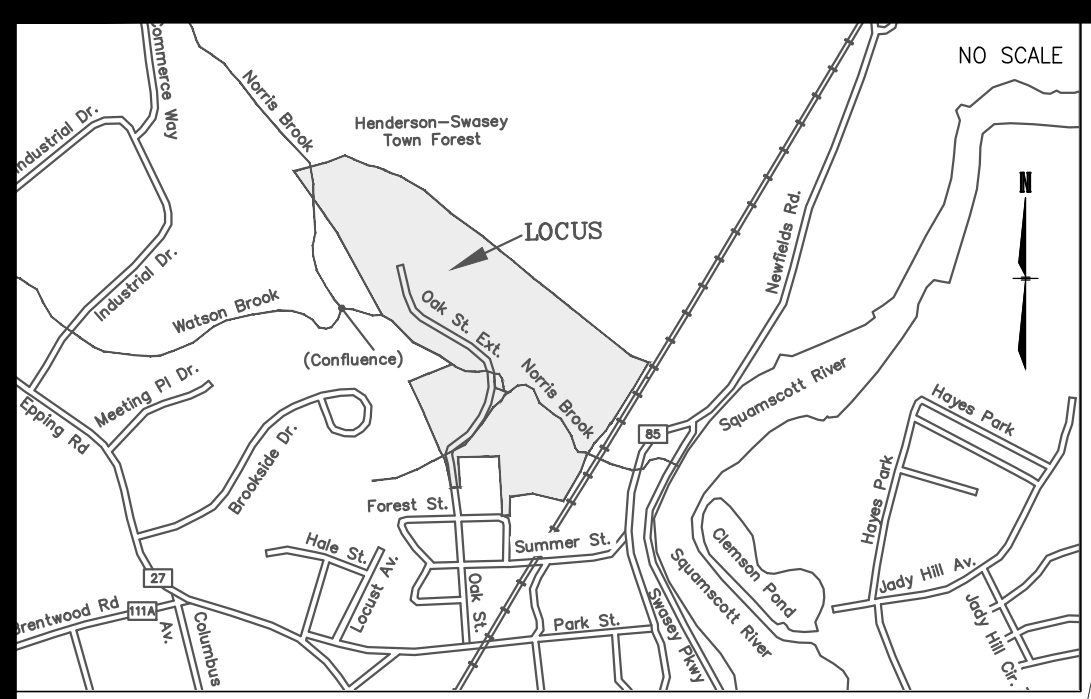 NO SCALE
Commerce Way
Norris Brook
Henderson-Swasey
Town Forest
Industrial Dr.
N
LOCUS
Newfields Rd.
Industrial Dr.
Oak St. Ext.
Watson Brook
(Confluence)
Norris Brook
Squamscott River
Meeting Pl Dr.
Epping Rd
Hayes Park
85
Brookside Dr.
Hayes Park
Forest St.
Clemson Pond
Hale St.
Summer St.
Squamscott River
Locust Av.
Jady Hill Av.
27
Oak St.
Swasey Pkwy
Jady Hill Cir.
Brentwood Rd
111A
Av.
Columbus
Park St.